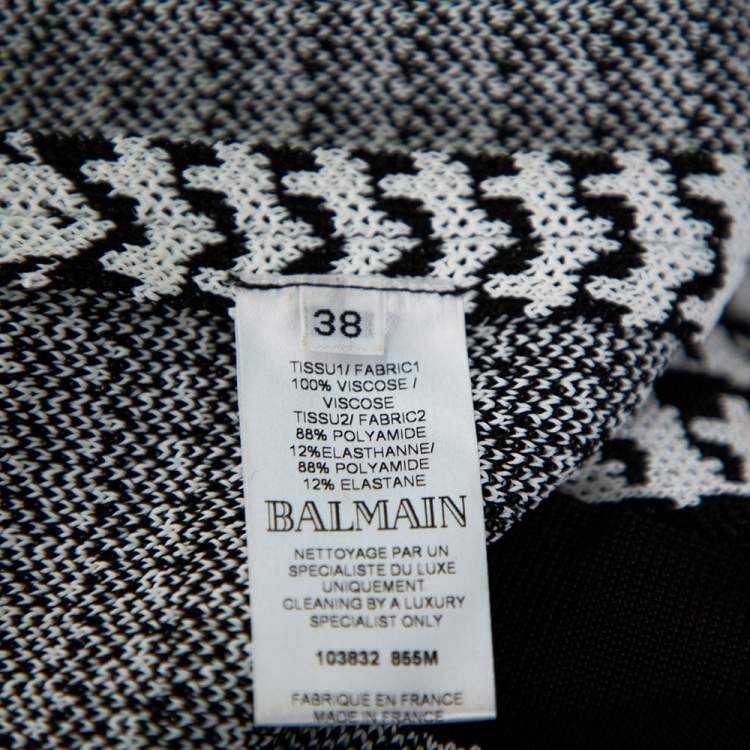 38
TISSU1/ FABRIC1
100% VISCOSE /
VISCOSE
TISSU2/ FABRIC2
88% POLYAMIDE
12%ELASTHANNE/
88% POLYAMIDE
12% ELASTANE
BALMAIN
NETTOYAGE PAR UN
SPECIALISTE DU LUXE
UNIQUEMENT
CLEANING BY A LUXURY
SPECIALIST ONLY
103832 855M
FABRIQUE EN FRANCE
MADE IN FRANCE